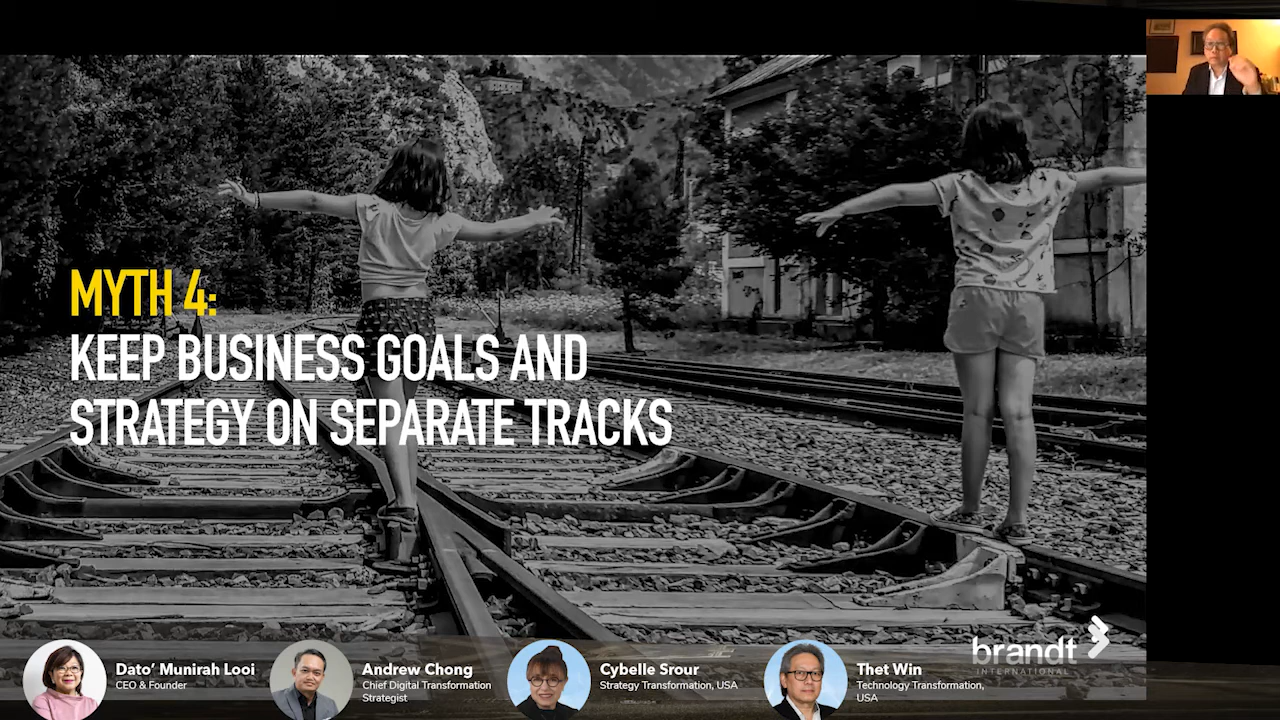 MYTH 4:
KEEP BUSINESS GOALS AND
STRATEGY ON SEPARATE TRACKS
brandt
INTERNATIONAL
Dato’ Munirah Looi
CEO & Founder
Andrew Chong
Chief Digital Transformation
Strategist
Cybelle Srour
Strategy Transformation, USA
Thet Win
Technology Transformation,
USA